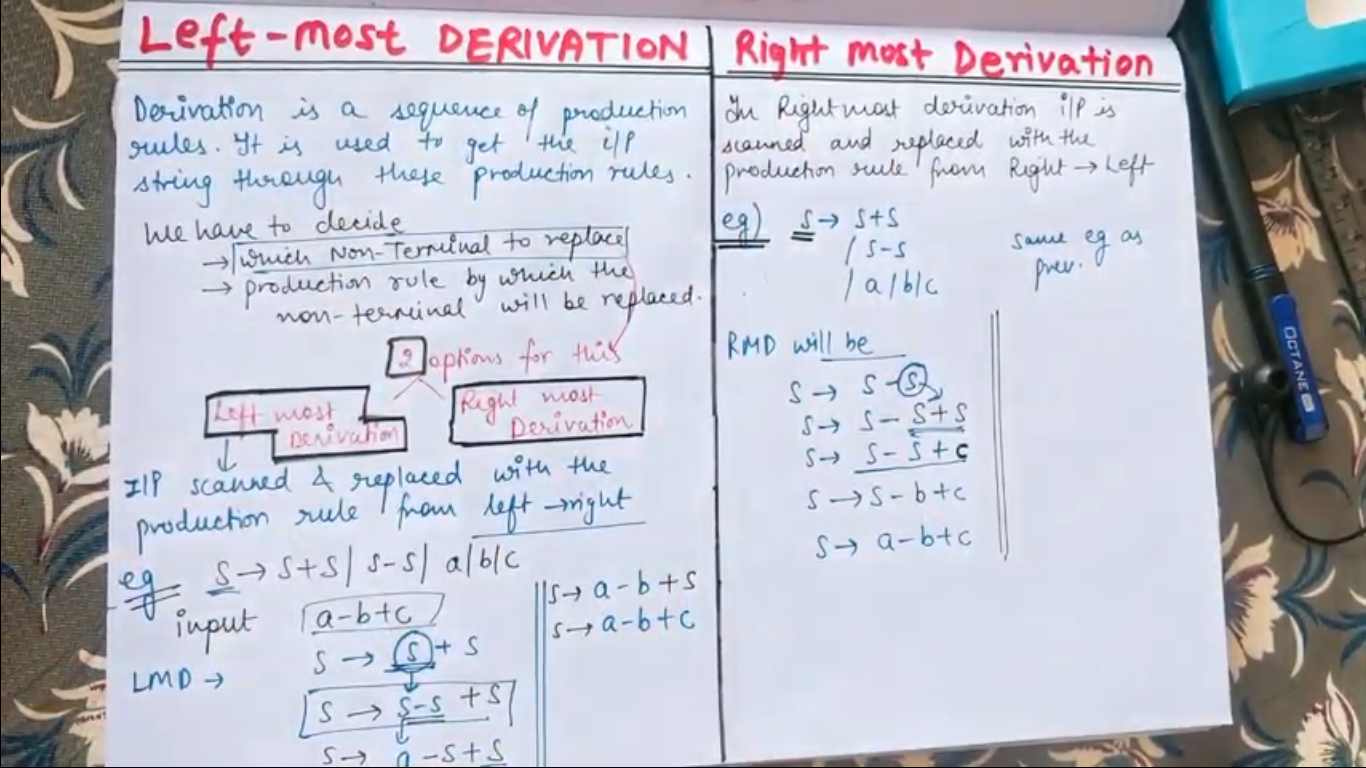 Left-most DERIVATION
Derivation is a sequence of production
rules. It is used to get the i/P
string through these production rules.
We have to decide
→ which Non-Terminal to replace
→ production rule by which the
non-terminal will be replaced.
2 options for this
Left most
Derivation
Right most
Derivation
I/P scanned & replaced with the
production rule from left → right
eg S → S+S | S-S | a|b|c
input a-b+c
LMD → S → S + S
S → S-S + S
S → a-S+S
S → a-b+S
S → a-b+c
Right most Derivation
In Rightmost derivation i/P is
scanned and replaced with the
production rule from Right → Left
eg) S → S+S
/ S-S
/ a/b/c
same eg as
prev.
RMD will be
S → S-S
S → S-S+S
S → S-S+c
S → S-b+c
S → a-b+c
OCTANE